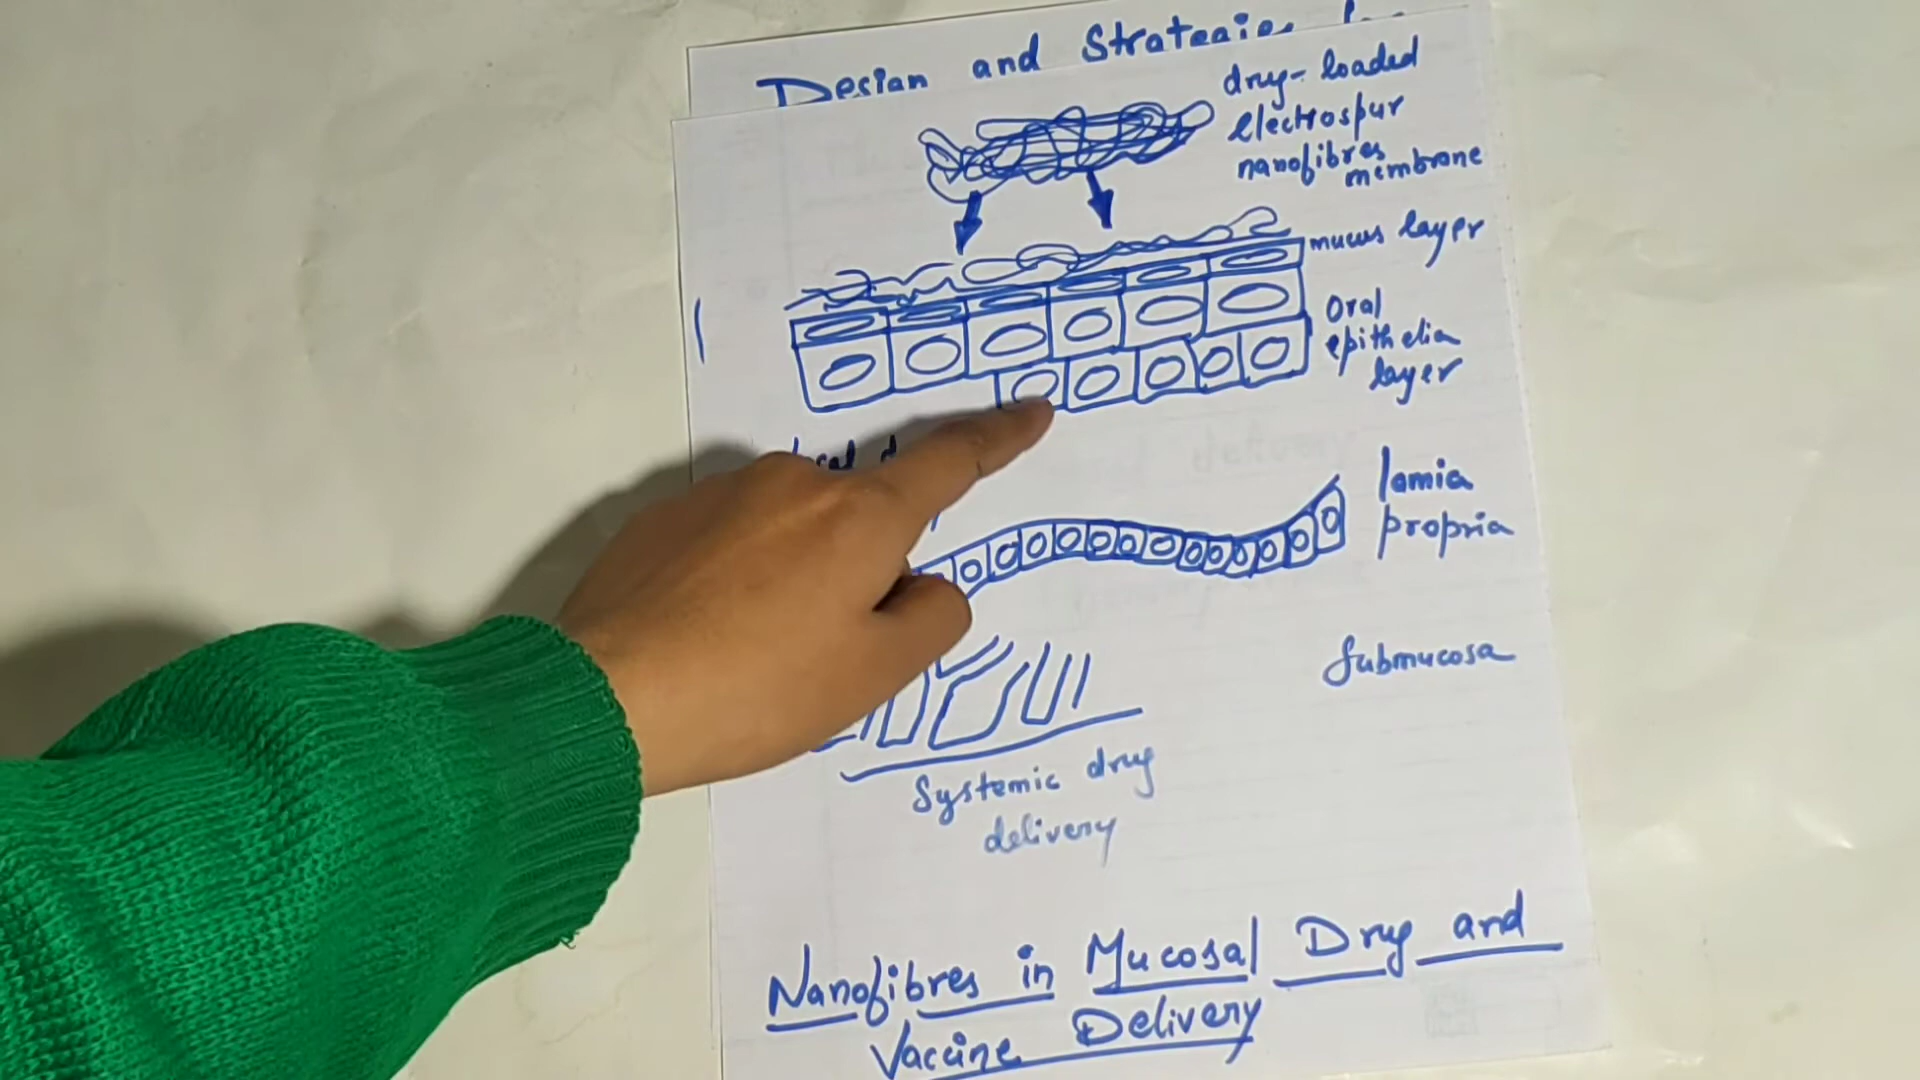 Design and Strategies
drug-loaded
electrospun
nanofibres
membrane
mucus layer
Oral
epithelia
layer
local d
lamia
propria
Submucosa
Systemic drug
delivery
Nanofibres in Mucosal Drug and
Vaccine Delivery